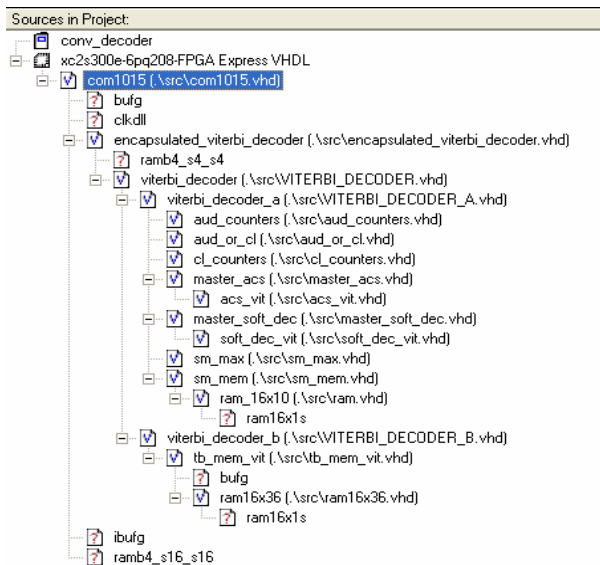 Sources in Project:
conv_decoder
xc2s300e-6pq208-FPGA Express VHDL
com1015 (.\src\com1015.vhd)
bufg
clkdll
encapsulated_viterbi_decoder (.\src\encapsulated_viterbi_decoder.vhd)
ramb4_s4_s4
viterbi_decoder (.\src\VITERBI_DECODER.vhd)
viterbi_decoder_a (.\src\VITERBI_DECODER_A.vhd)
aud_counters (.\src\aud_counters.vhd)
aud_or_cl (.\src\aud_or_cl.vhd)
cl_counters (.\src\cl_counters.vhd)
master_acs (.\src\master_acs.vhd)
acs_vit (.\src\acs_vit.vhd)
master_soft_dec (.\src\master_soft_dec.vhd)
soft_dec_vit (.\src\soft_dec_vit.vhd)
sm_max (.\src\sm_max.vhd)
sm_mem (.\src\sm_mem.vhd)
ram_16x10 (.\src\ram.vhd)
ram16x1s
viterbi_decoder_b (.\src\VITERBI_DECODER_B.vhd)
tb_mem_vit (.\src\tb_mem_vit.vhd)
bufg
ram16x36 (.\src\ram16x36.vhd)
ram16x1s
ibufg
ramb4_s16_s16